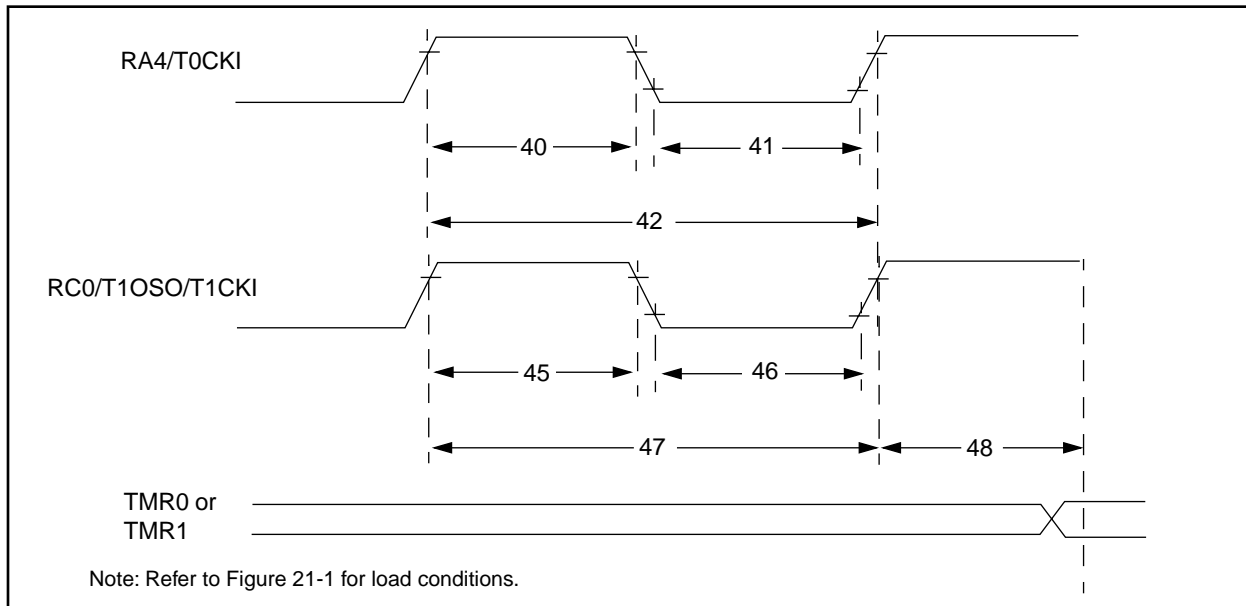 RA4/T0CKI
40
41
42
RC0/T1OSO/T1CKI
45
46
47
48
TMR0 or
TMR1
Note: Refer to Figure 21-1 for load conditions.